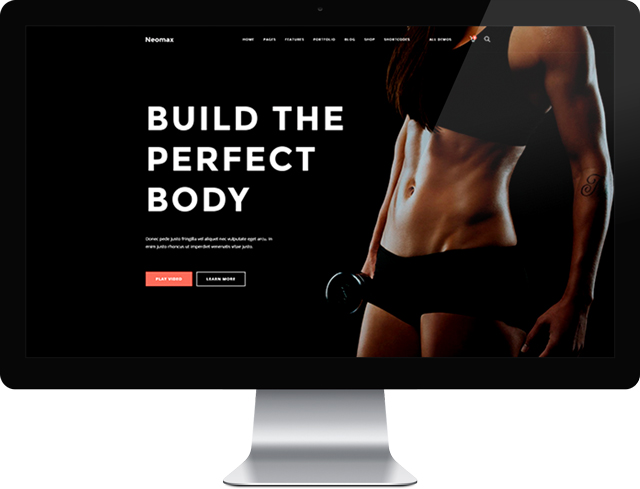 Neomax
HOME PAGES FEATURES PORTFOLIO BLOG SHOP SHORTCODES ALL DEMOS
BUILD THE
PERFECT
BODY
Donec pede justo fringilla vel aliquet nec vulputate eget arcu, in
enim justo rhoncus ut imperdiet venenatis vitae justo.
PLAY VIDEO
LEARN MORE